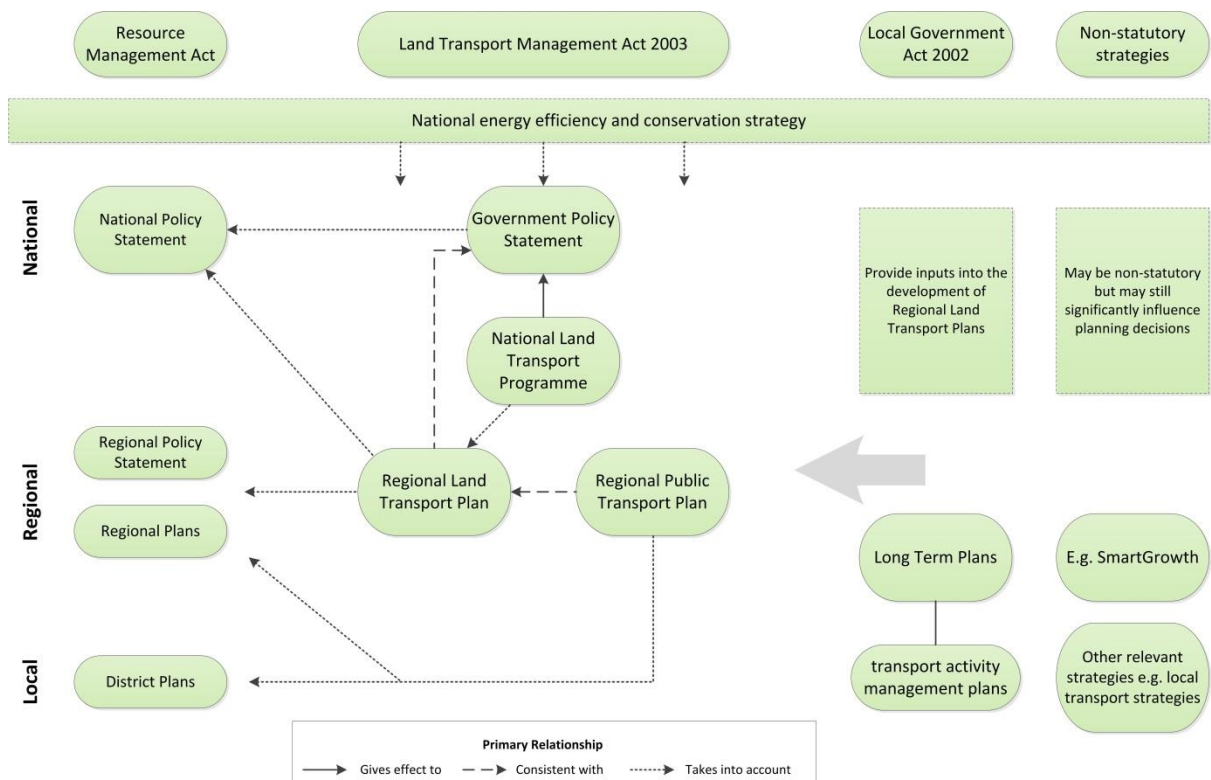 Resource
Management Act
Land Transport Management Act 2003
Local Government
Act 2002
Non-statutory
strategies
National energy efficiency and conservation strategy
National
National Policy
Statement
Government Policy
Statement
Provide inputs into the
development of
Regional Land
Transport Plans
May be non-statutory
but may still
significantly influence
planning decisions
National Land
Transport
Programme
Regional
Regional Policy
Statement
Regional Plans
Regional Land
Transport Plan
Regional Public
Transport Plan
Long Term Plans
E.g. SmartGrowth
Local
District Plans
transport activity
management plans
Other relevant
strategies e.g. local
transport strategies
Primary Relationship
Gives effect to
Consistent with
Takes into account